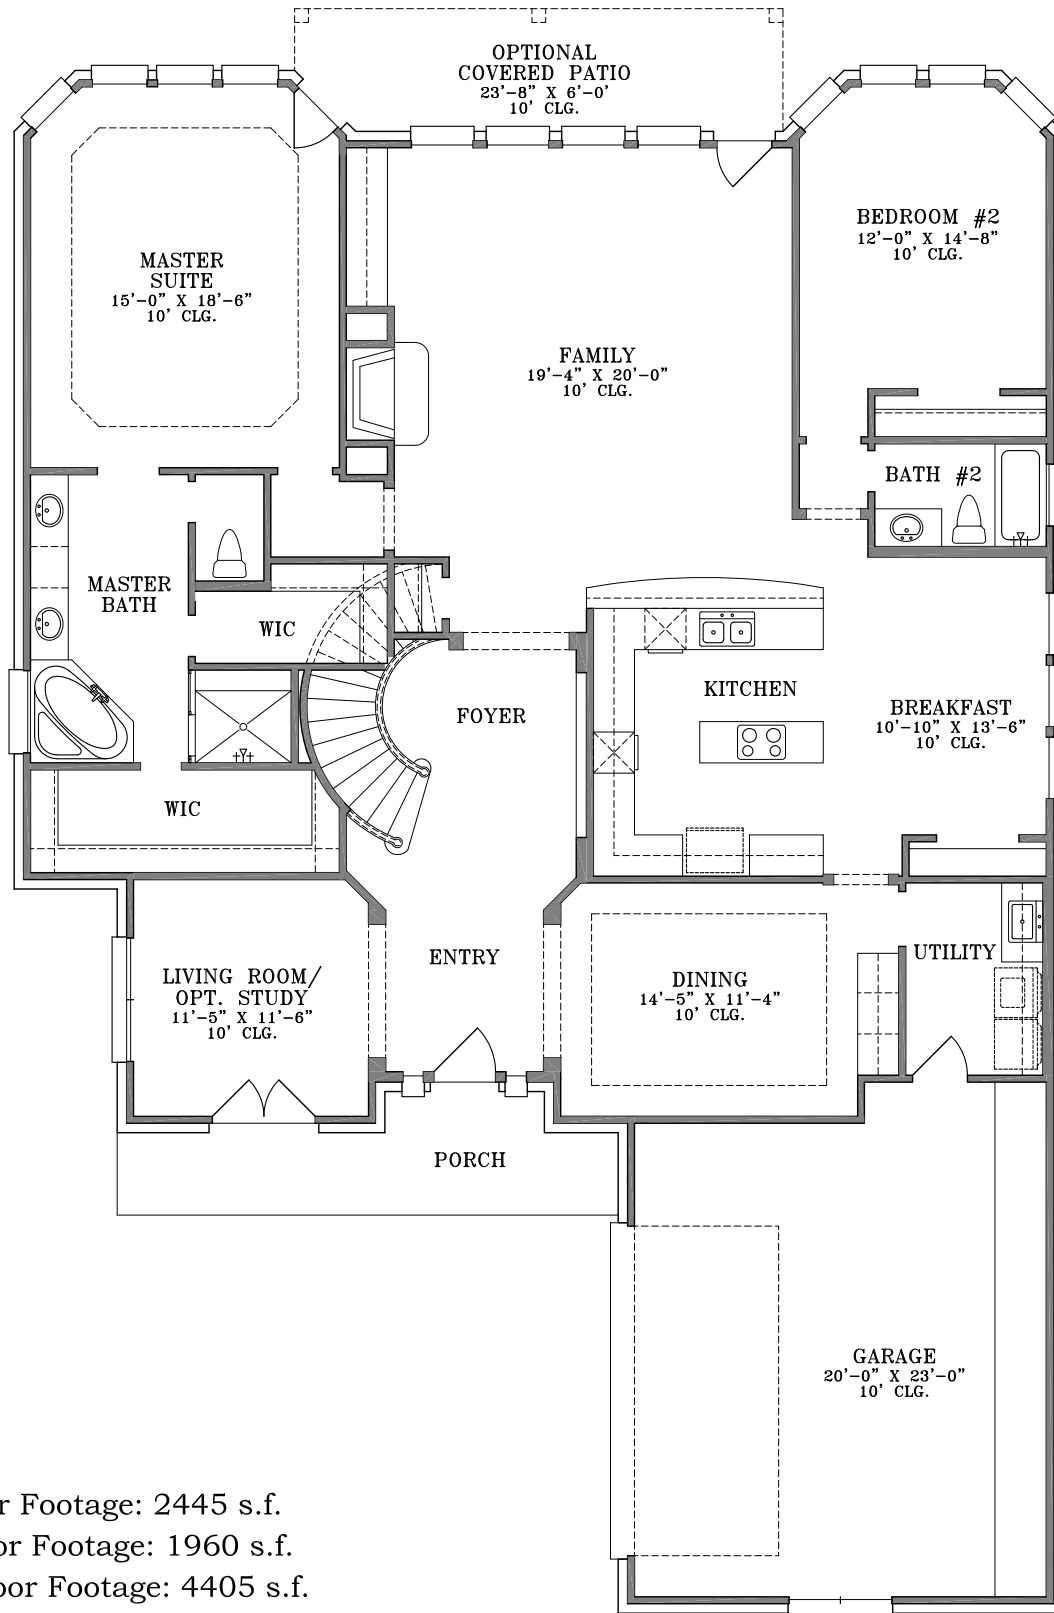 OPTIONAL
COVERED PATIO
23'-8" X 6'-0'
10' CLG.
BEDROOM #2
12'-0" X 14'-8"
10' CLG.
MASTER
SUITE
15'-0" X 18'-6"
10' CLG.
FAMILY
19'-4" X 20'-0"
10' CLG.
BATH #2
MASTER
BATH
WIC
KITCHEN
FOYER
BREAKFAST
10'-10" X 13'-6"
10' CLG.
WIC
ENTRY
UTILITY
LIVING ROOM/
OPT. STUDY
11'-5" X 11'-6"
10' CLG.
DINING
14'-5" X 11'-4"
10' CLG.
PORCH
GARAGE
20'-0" X 23'-0"
10' CLG.
r Footage: 2445 s.f.
or Footage: 1960 s.f.
oor Footage: 4405 s.f.